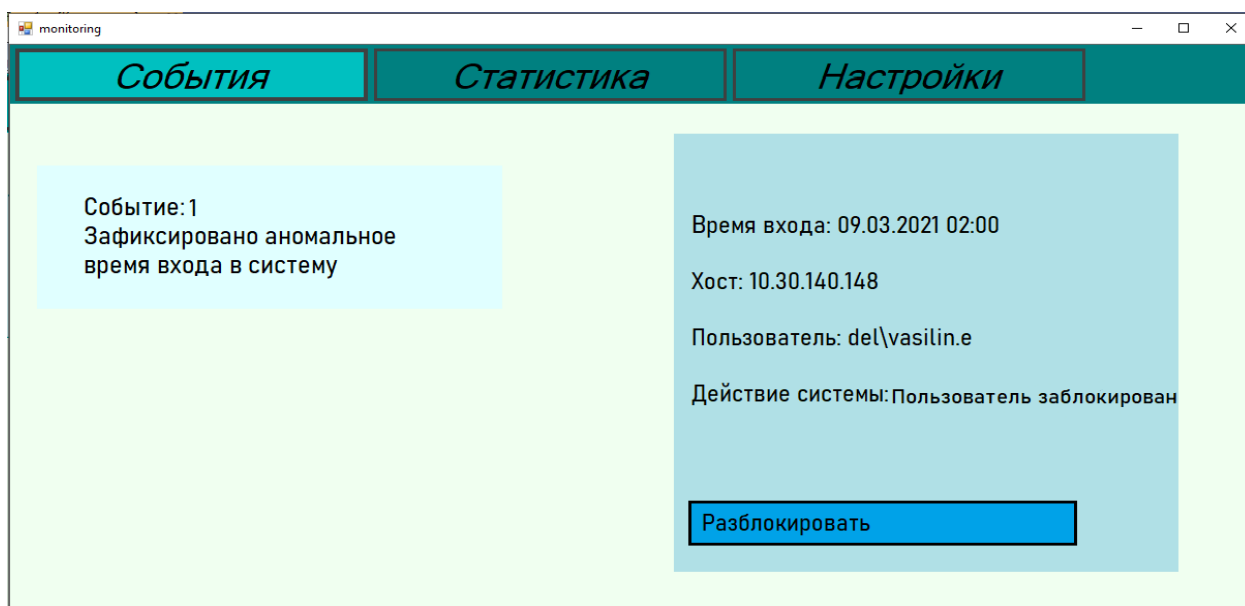 monitoring
События
Статистика
Настройки
Событие: 1
Зафиксировано аномальное
время входа в систему
Время входа: 09.03.2021 02:00
Хост: 10.30.140.148
Пользователь: del\vasilin.e
Действие системы: Пользователь заблокирован
Разблокировать